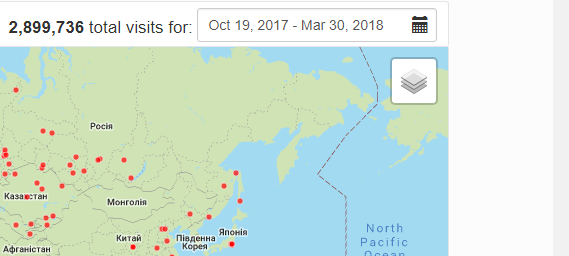 2,899,736 total visits for: Oct 19, 2017 - Mar 30, 2018
Росія
Казахстан
Монголія
Китай
Південна
Корея
Японія
Афганістан
North
Pacific
Ocean